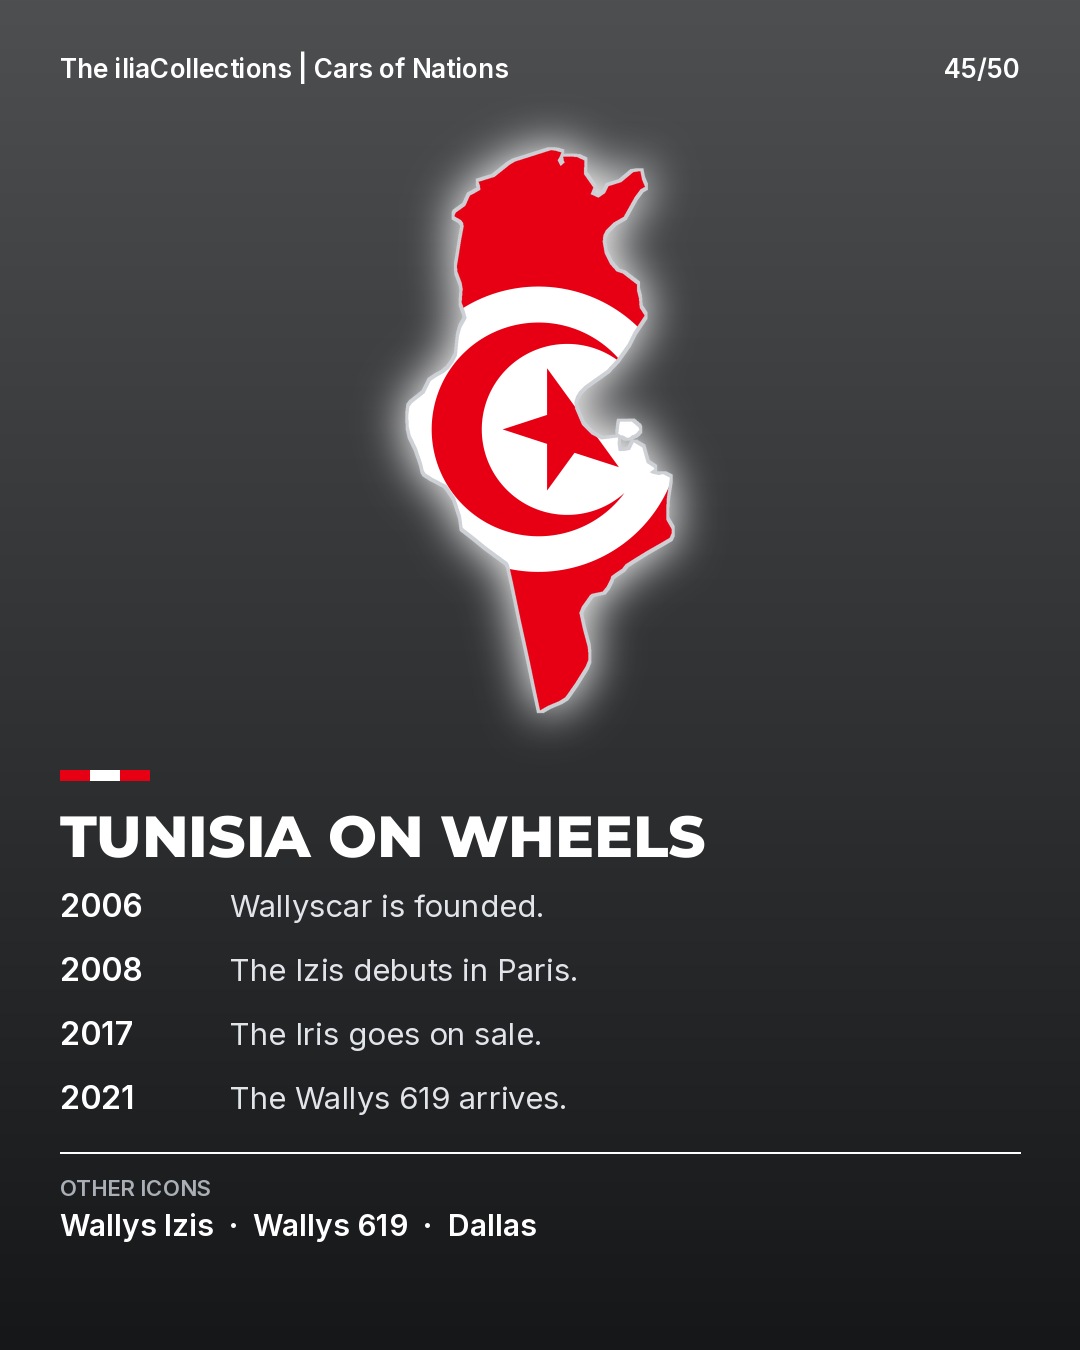 The iliaCollections | Cars of Nations 45/50
TUNISIA ON WHEELS
2006 Wallyscar is founded.
2008 The Izis debuts in Paris.
2017 The Iris goes on sale.
2021 The Wallys 619 arrives.
OTHER ICONS
Wallys Izis · Wallys 619 · Dallas